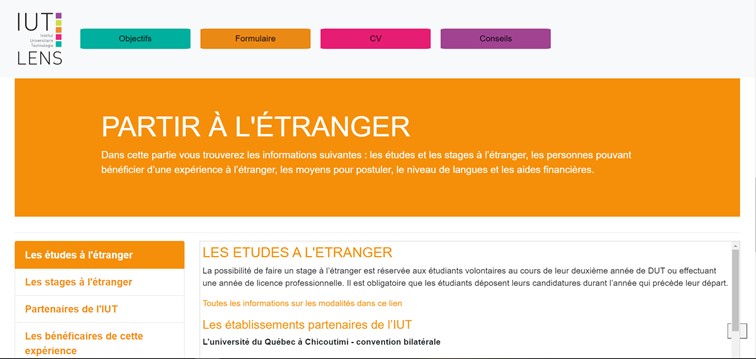 IUT
Institut
Universitaire
Technologie
LENS
Objectifs
Formulaire
CV
Conseils
PARTIR À L'ÉTRANGER
Dans cette partie vous trouverez les informations suivantes : les études et les stages à l'étranger, les personnes pouvant
bénéficier d'une expérience à l'étranger, les moyens pour postuler, le niveau de langues et les aides financières.
Les études à l'étranger
Les stages à l'étranger
Partenaires de l'IUT
Les bénéficaires de cette
expérience
LES ETUDES A L'ETRANGER
La possibilité de faire un stage à l'étranger est réservée aux étudiants volontaires au cours de leur deuxième année de DUT ou effectuant
une année de licence professionnelle. Il est obligatoire que les étudiants déposent leurs candidatures durant l'année qui précède leur départ.
Toutes les informations sur les modalités dans ce lien
Les établissements partenaires de l'IUT
L'université du Québec à Chicoutimi - convention bilatérale